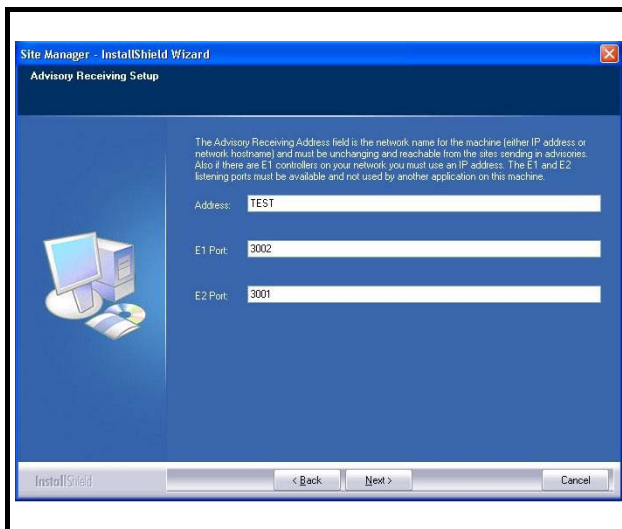 Site Manager - InstallShield Wizard
Advisory Receiving Setup
The Advisory Receiving Address field is the network name for the machine (either IP address or
network hostname) and must be unchanging and reachable from the sites sending in advisories.
Also if there are E1 controllers on your network you must use an IP address. The E1 and E2
listening ports must be available and not used by another application on this machine.
Address: TEST
E1 Port: 3002
E2 Port: 3001
InstallShield
< Back Next > Cancel